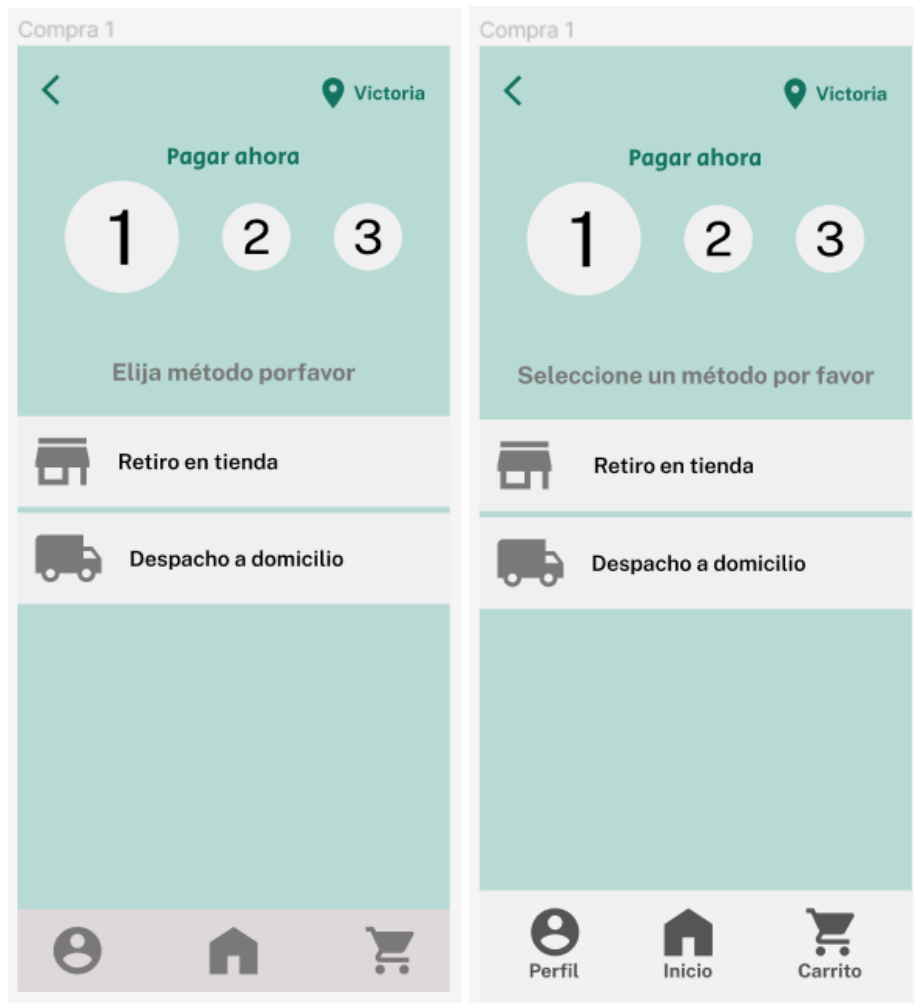 Compra 1
Victoria
Pagar ahora
1 2 3
Elija método porfavor
Retiro en tienda
Despacho a domicilio
Compra 1
Victoria
Pagar ahora
1 2 3
Seleccione un método por favor
Retiro en tienda
Despacho a domicilio
Perfil Inicio Carrito